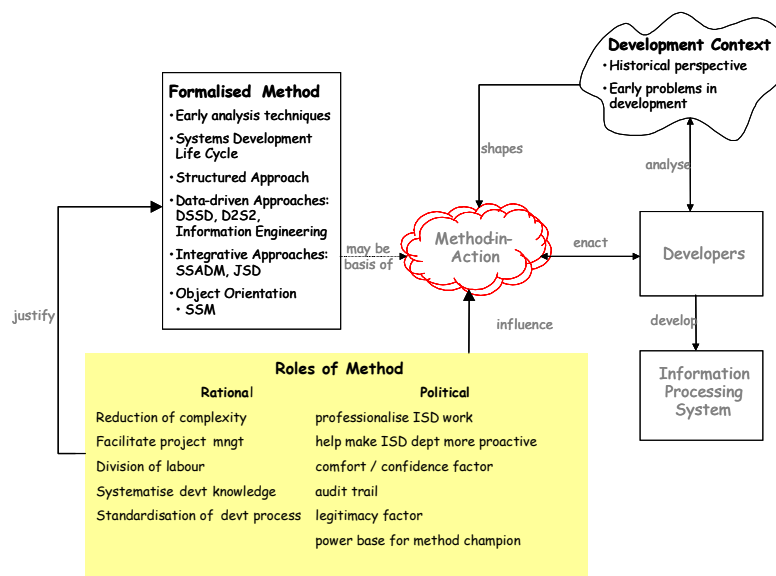 Development Context
• Historical perspective
• Early problems in
development
Formalised Method
• Early analysis techniques
• Systems Development
Life Cycle
• Structured Approach
• Data-driven Approaches:
DSSD, D2S2,
Information Engineering
• Integrative Approaches:
SSADM, JSD
• Object Orientation
• SSM
shapes
analyse
may be
basis of
Method-in-
Action
enact
Developers
justify
influence
develop
Information
Processing
System
Roles of Method
Rational
Political
Reduction of complexity
professionalise ISD work
Facilitate project mngt
help make ISD dept more proactive
Division of labour
comfort / confidence factor
Systematise devt knowledge
audit trail
Standardisation of devt process
legitimacy factor
power base for method champion